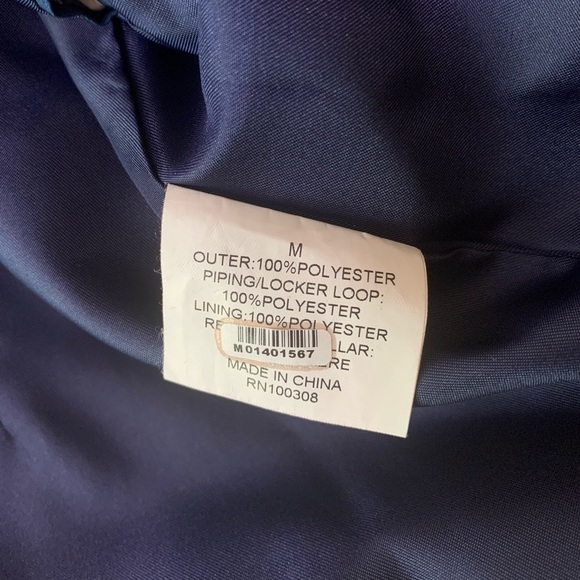 M
OUTER:100%POLYESTER
PIPING/LOCKER LOOP:
100%POLYESTER
LINING:100%POLYESTER
M01401567
MADE IN CHINA
RN100308